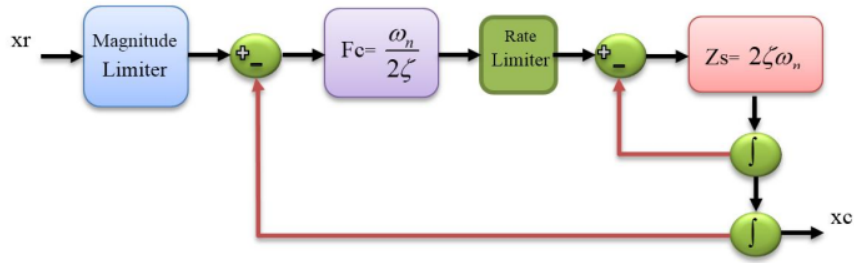 xr
Magnitude
Limiter
+
-
Fc= ωₙ/2ζ
Rate
Limiter
+
-
Zs= 2ζωₙ
∫
∫
xc